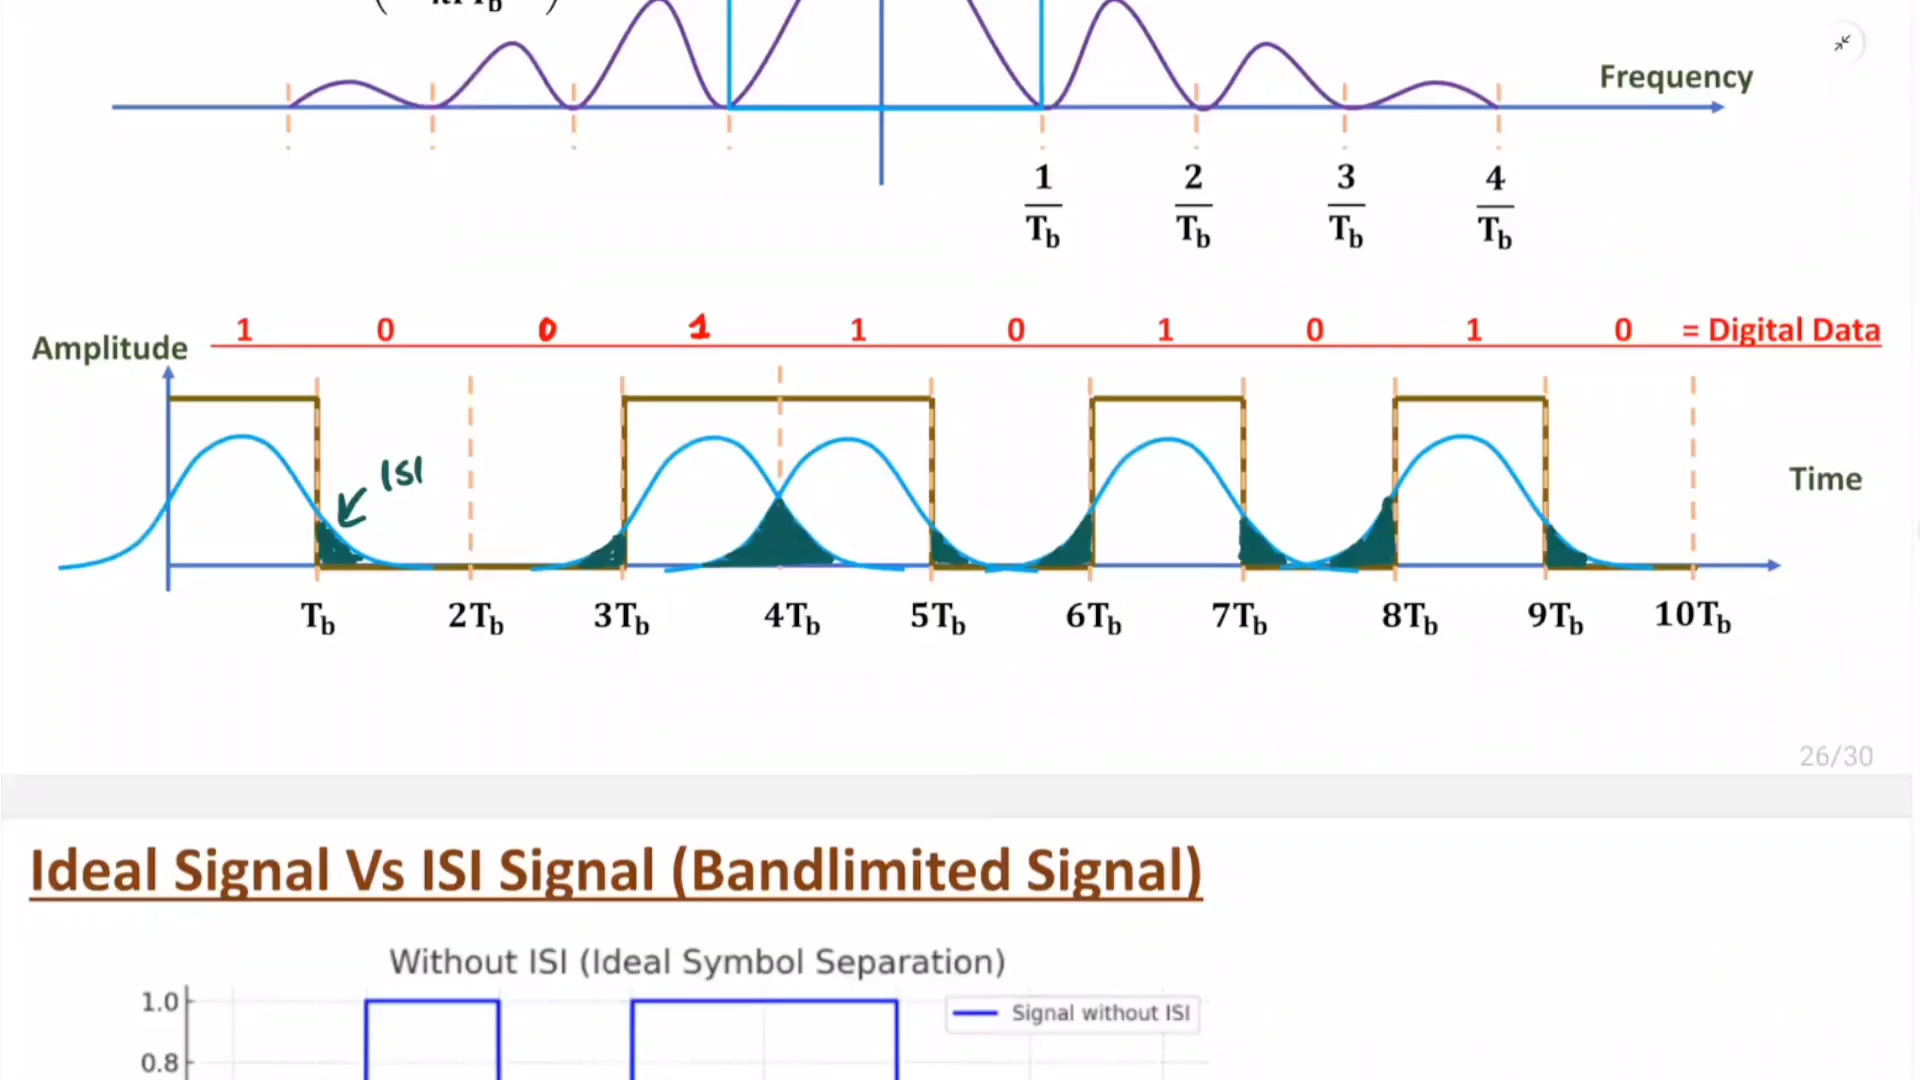 Frequency
1 2 3 4
Tb Tb Tb Tb
1 0 0 1 1 0 1 0 1 0 = Digital Data
Amplitude
ISI
Time
Tb 2Tb 3Tb 4Tb 5Tb 6Tb 7Tb 8Tb 9Tb 10Tb
26/30
Ideal Signal Vs ISI Signal (Bandlimited Signal)
Without ISI (Ideal Symbol Separation)
1.0
Signal without ISI
0.8